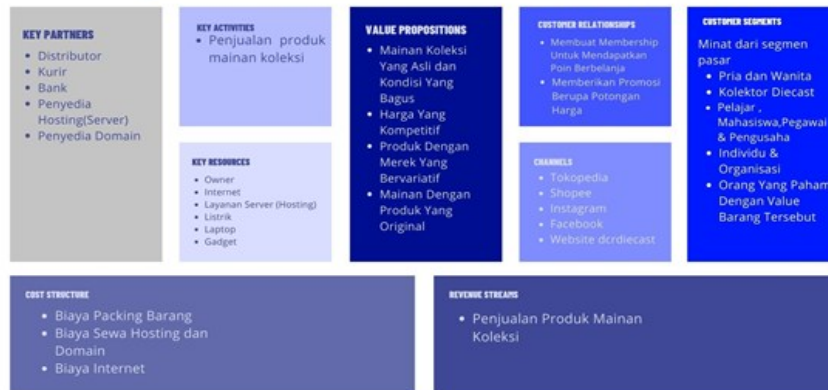 KEY PARTNERS
• Distributor
• Kurir
• Bank
• Penyedia
Hosting(Server)
• Penyedia Domain
KEY ACTIVITIES
• Penjualan produk
mainan koleksi
KEY RESOURCES
• Owner
• Internet
• Layanan Server (Hosting)
• Listrik
• Laptop
• Gadget
VALUE PROPOSITIONS
• Mainan Koleksi
Yang Asli dan
Kondisi Yang
Bagus
• Harga Yang
Kompetitif
• Produk Dengan
Merek Yang
Bervariatif
• Mainan Dengan
Produk Yang
Original
CUSTOMER RELATIONSHIPS
• Membuat Membership
Untuk Mendapatkan
Poin Berbelanja
• Memberikan Promosi
Berupa Potongan
Harga
CHANNELS
• Tokopedia
• Shopee
• Instagram
• Facebook
• Website dcrdiecast
CUSTOMER SEGMENTS
Minat dari segmen
pasar
• Pria dan Wanita
• Kolektor Diecast
• Pelajar ,
Mahasiswa,Pegawai
& Pengusaha
• Individu &
Organisasi
• Orang Yang Paham
Dengan Value
Barang Tersebut
COST STRUCTURE
• Biaya Packing Barang
• Biaya Sewa Hosting dan
Domain
• Biaya Internet
REVENUE STREAMS
• Penjualan Produk Mainan
Koleksi